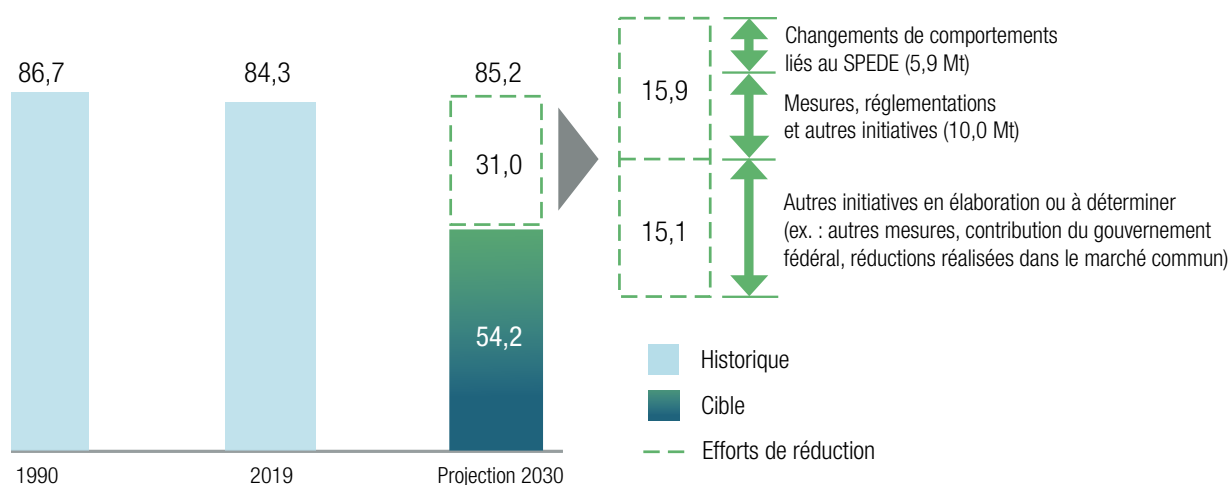 86,7
84,3
85,2
31,0
54,2
1990
2019
Projection 2030
15,9
15,1
Changements de comportements
liés au SPEDE (5,9 Mt)
Mesures, réglementations
et autres initiatives (10,0 Mt)
Autres initiatives en élaboration ou à déterminer
(ex. : autres mesures, contribution du gouvernement
fédéral, réductions réalisées dans le marché commun)
Historique
Cible
Efforts de réduction